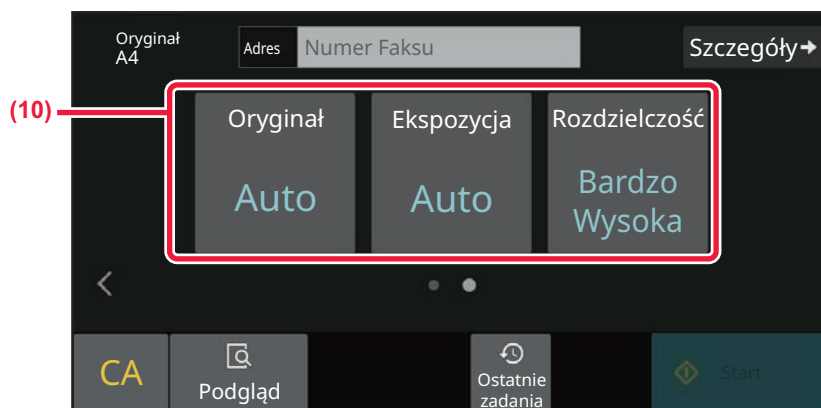 Oryginał
A4
Adres
Numer Faksu
Szczegóły
(10)
Oryginał
Ekspozycja
Rozdzielczość
Auto
Auto
Bardzo
Wysoka
CA
Podgląd
Ostatnie
zadania
Start